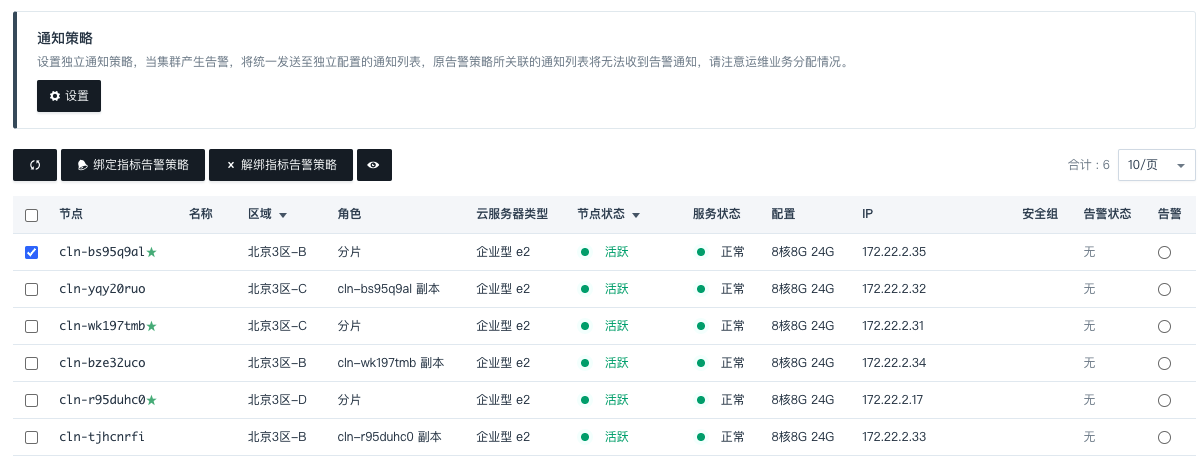 通知策略
设置独立通知策略，当集群产生告警，将统一发送至独立配置的通知列表，原告警策略所关联的通知列表将无法收到告警通知，请注意运维业务分配情况。
设置
绑定指标告警策略 × 解绑指标告警策略 合计：6 10/页
节点 名称 区域 角色 云服务器类型 节点状态 服务状态 配置 IP 安全组 告警状态 告警
cln-bs95q9al★ 北京3区-B 分片 企业型 e2 活跃 正常 8核8G 24G 172.22.2.35 无
cln-yqy20ruo 北京3区-C cln-bs95q9al 副本 企业型 e2 活跃 正常 8核8G 24G 172.22.2.32 无
cln-wk197tmb★ 北京3区-C 分片 企业型 e2 活跃 正常 8核8G 24G 172.22.2.31 无
cln-bze32uco 北京3区-B cln-wk197tmb 副本 企业型 e2 活跃 正常 8核8G 24G 172.22.2.34 无
cln-r95duhc0★ 北京3区-D 分片 企业型 e2 活跃 正常 8核8G 24G 172.22.2.17 无
cln-tjhcnrfi 北京3区-B cln-r95duhc0 副本 企业型 e2 活跃 正常 8核8G 24G 172.22.2.33 无